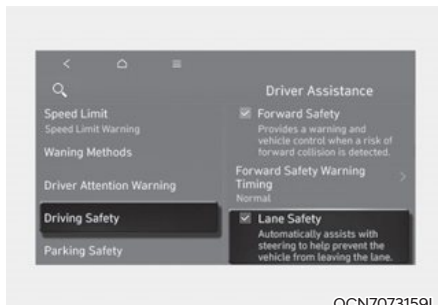 Driver Assistance
Speed Limit
Speed Limit Warning
Waning Methods
Driver Attention Warning
Driving Safety
Parking Safety
Forward Safety
Provides a warning and
vehicle control when a risk of
forward collision is detected.
Forward Safety Warning
Timing
Normal
Lane Safety
Automatically assists with
steering to help prevent the
vehicle from leaving the lane.
OCN7073159L